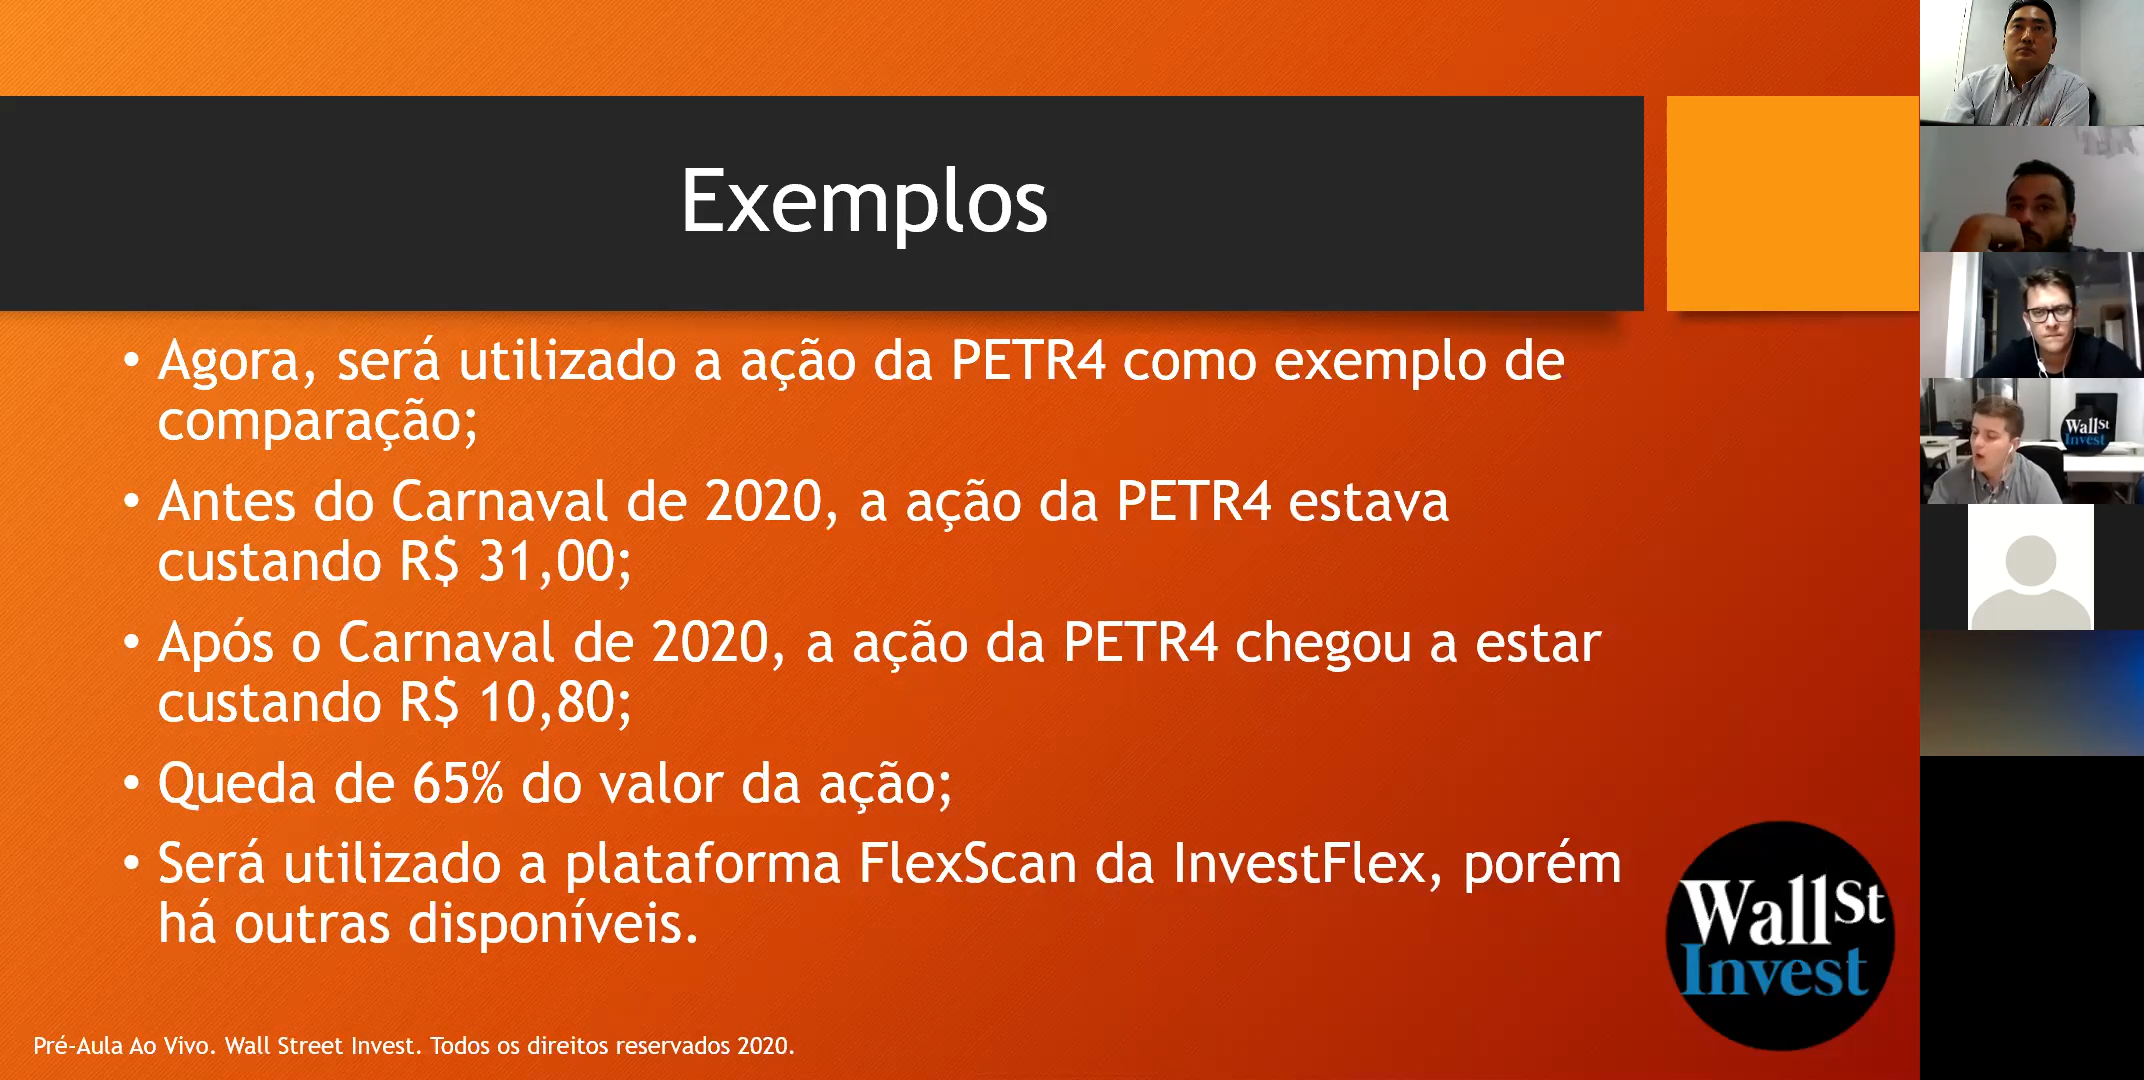 Exemplos
• Agora, será utilizado a ação da PETR4 como exemplo de
comparação;
• Antes do Carnaval de 2020, a ação da PETR4 estava
custando R$ 31,00;
• Após o Carnaval de 2020, a ação da PETR4 chegou a estar
custando R$ 10,80;
• Queda de 65% do valor da ação;
• Será utilizado a plataforma FlexScan da InvestFlex, porém
há outras disponíveis.
WallSt
Invest
Pré-Aula Ao Vivo. Wall Street Invest. Todos os direitos reservados 2020.
WallSt
Invest